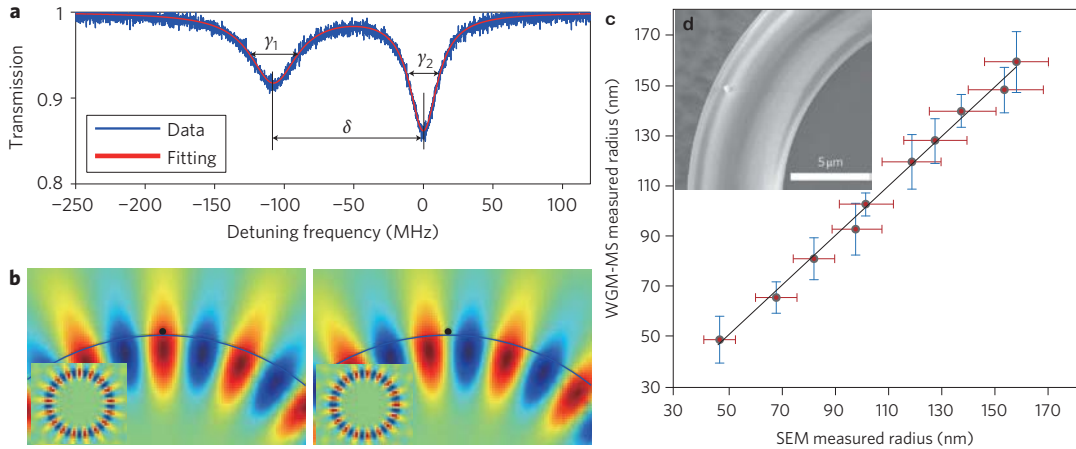 a
Transmission
1
0.9
0.8
γ1
γ2
δ
Data
Fitting
−250 −200 −150 −100 −50 0 50 100
Detuning frequency (MHz)
b
c
d
5 μm
WGM-MS measured radius (nm)
170
150
130
110
90
70
50
30
30 50 70 90 110 130 150 170
SEM measured radius (nm)